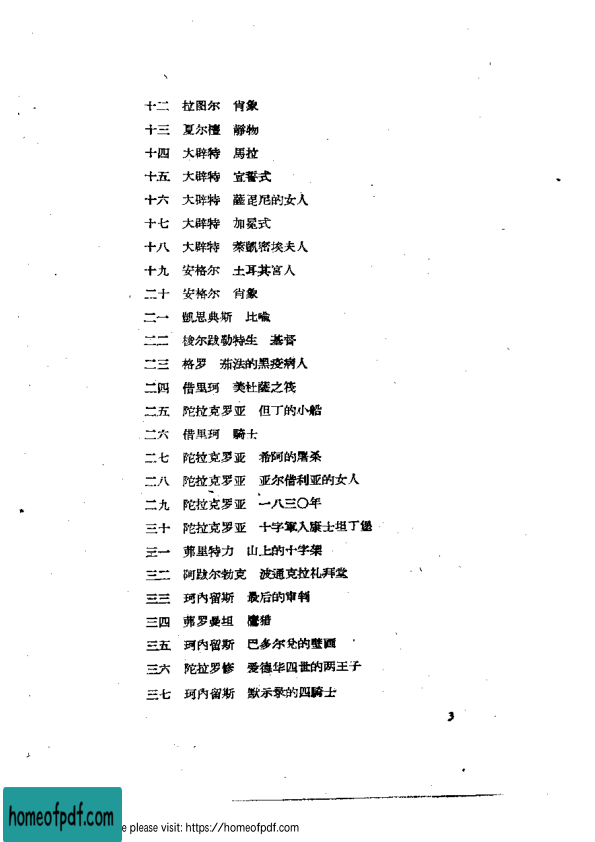 十二 拉图尔 肖象
十三 夏尔檀 靜物
十四 大辟特 馬拉
十五 大辟特 宣誓式
十六 大辟特 薩毘尼的女人
十七 大辟特 加冕式
十八 大辟特 萊凱密埃夫人
十九 安格尔 土耳其宮人
二十 安格尔 肖象
二一 凱思典斯 比喻
二二 梭尔跋勒特生 基督
二三 格罗 茄法的黑疫病人
二四 借里珂 美杜薩之筏
二五 陀拉克罗亚 但丁的小船
二六 借里珂 騎士
二七 陀拉克罗亚 希阿的屠杀
二八 陀拉克罗亚 亚尔借利亚的女人
二九 陀拉克罗亚 一八三〇年
三十 陀拉克罗亚 十字軍入康士坦丁堡
三一 弗里特力 山上的十字架
三二 阿跋尔勃克 波通克拉礼拜堂
三三 珂內留斯 最后的审判
三四 弗罗曼坦 鷹猎
三五 珂內留斯 巴多尔兌的壁画
三六 陀拉罗修 爱德华四世的两王子
三七 珂內留斯 默示录的四騎士
3
homeofpdf.com
e please visit: https://homeofpdf.com